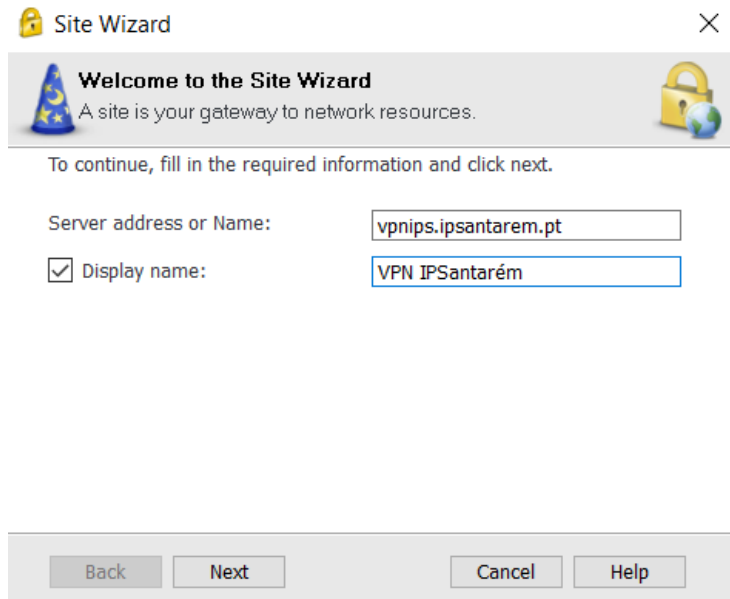 Site Wizard
Welcome to the Site Wizard
A site is your gateway to network resources.
To continue, fill in the required information and click next.
Server address or Name: vpnips.ipsantarem.pt
Display name: VPN IPSantarém
Back Next Cancel Help